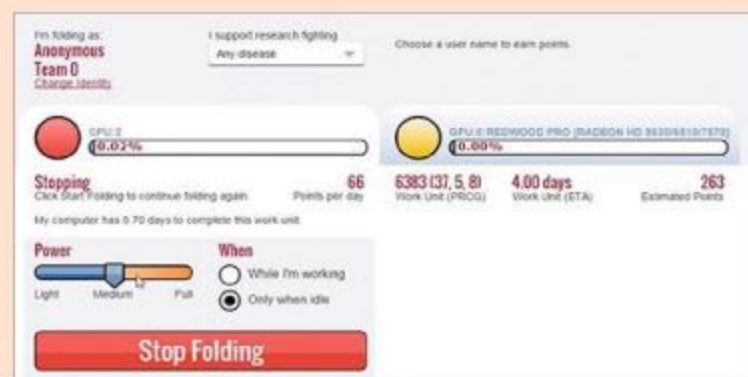 I'm folding as:
Anonymous
Team 0
Change Identity
I support research fighting
Any disease
Choose a user name to earn points.
CPU:2
0.02%
Stopping
66
Click Start Folding to continue folding again.
Points per day
My computer has 6.70 days to complete this work unit.
GPU:0:REDWOOD PRO [RADEON HD
0.00%
6383 (37, 5, 8)
4.00 days
263
Work Unit (PRCG)
Work Unit (ETA)
Estimated Points
Power
Light
Medium
Full
When
While I'm working
Only when idle
Stop Folding